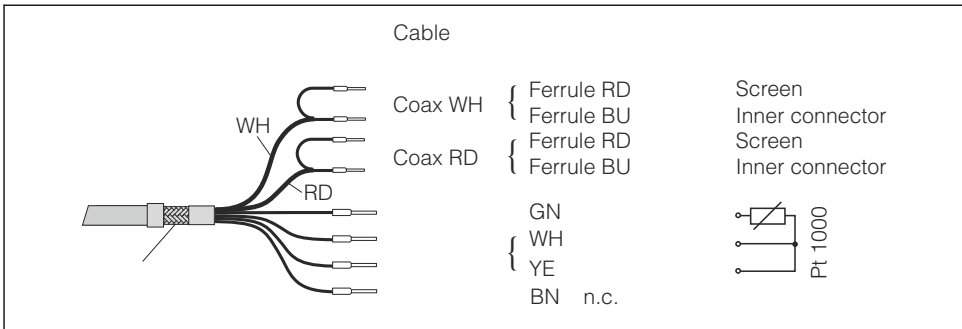 Cable
Coax WH { Ferrule RD Screen
Ferrule BU Inner connector
Coax RD { Ferrule RD Screen
Ferrule BU Inner connector
WH
RD
GN
WH
YE
BN n.c.
Pt 1000